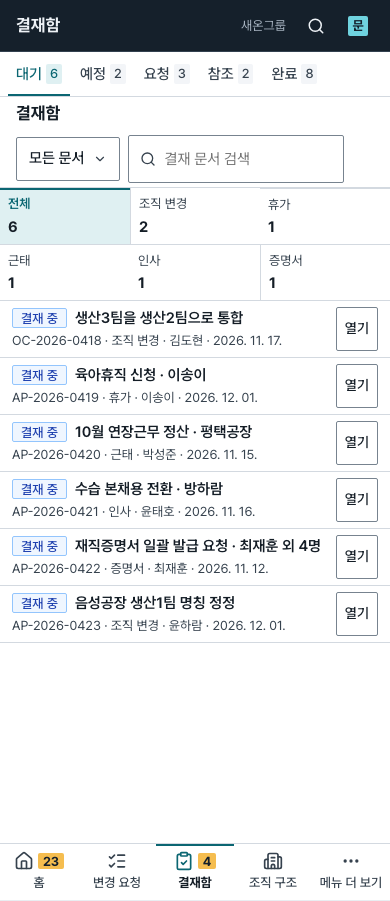 결재함 새온그룹 문
대기 6 예정 2 요청 3 참조 2 완료 8
결재함
모든 문서 결재 문서 검색
전체 조직 변경 휴가
6 2 1
근태 인사 증명서
1 1 1
결재 중 생산3팀을 생산2팀으로 통합 열기
OC-2026-0418 · 조직 변경 · 김도현 · 2026. 11. 17.
결재 중 육아휴직 신청 · 이송이 열기
AP-2026-0419 · 휴가 · 이송이 · 2026. 12. 01.
결재 중 10월 연장근무 정산 · 평택공장 열기
AP-2026-0420 · 근태 · 박성준 · 2026. 11. 15.
결재 중 수습 본채용 전환 · 방하람 열기
AP-2026-0421 · 인사 · 윤태호 · 2026. 11. 16.
결재 중 재직증명서 일괄 발급 요청 · 최재훈 외 4명 열기
AP-2026-0422 · 증명서 · 최재훈 · 2026. 11. 12.
결재 중 음성공장 생산1팀 명칭 정정 열기
AP-2026-0423 · 조직 변경 · 윤하람 · 2026. 12. 01.
23 4
홈 변경 요청 결재함 조직 구조 메뉴 더 보기